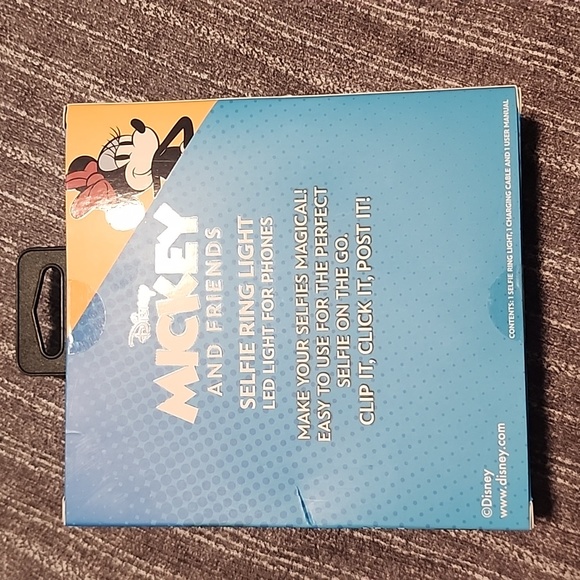 Disney
MICKEY
AND FRIENDS
SELFIE RING LIGHT
LED LIGHT FOR PHONES
MAKE YOUR SELFIES MAGICAL!
EASY TO USE FOR THE PERFECT
SELFIE ON THE GO.
CLIP IT, CLICK IT, POST IT!
©Disney
www.disney.com
CONTENTS: 1 SELFIE RING LIGHT, 1 CHARGING CABLE AND 1 USER MANUAL